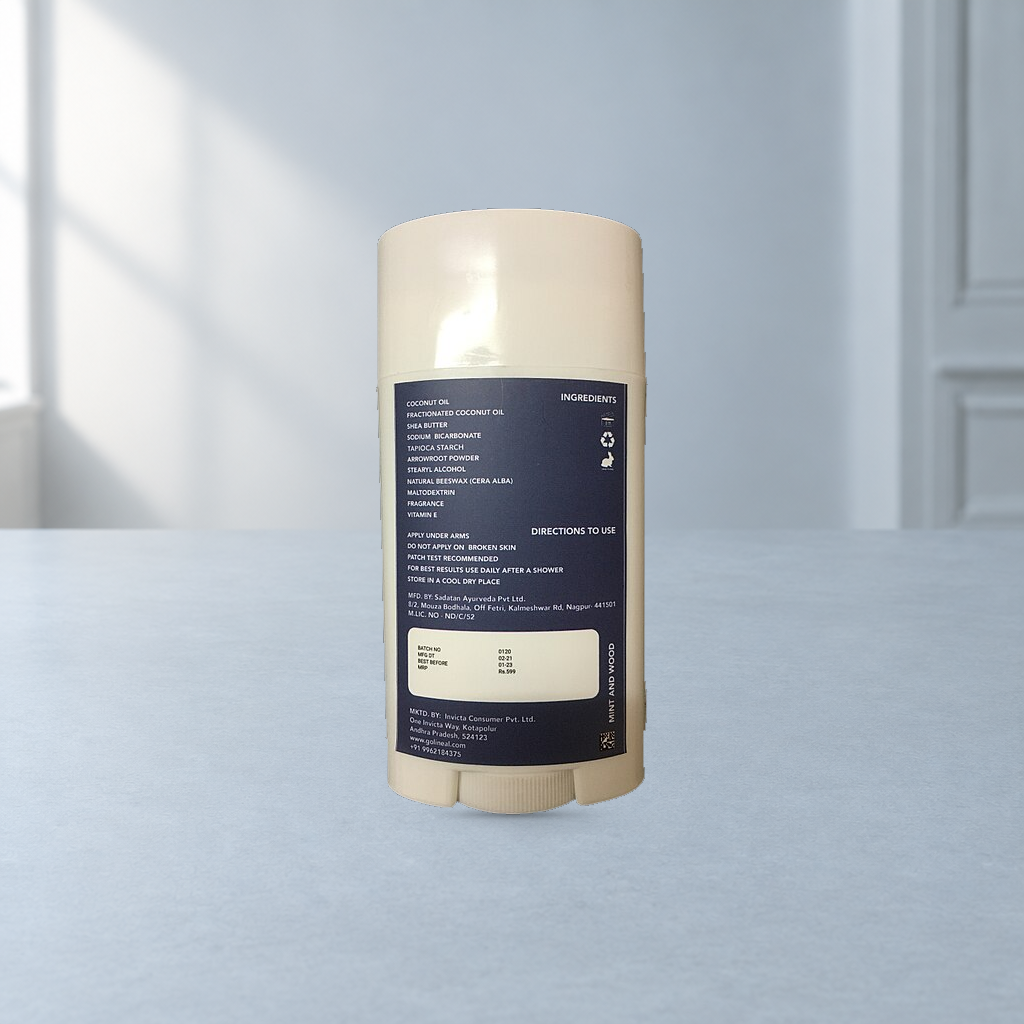 INGREDIENTS
COCONUT OIL
FRACTIONATED COCONUT OIL
SHEA BUTTER
SODIUM BICARBONATE
TAPIOCA STARCH
ARROWROOT POWDER
STEARYL ALCOHOL
NATURAL BEESWAX (CERA ALBA)
MALTODEXTRIN
FRAGRANCE
VITAMIN E
DIRECTIONS TO USE
APPLY UNDER ARMS
DO NOT APPLY ON BROKEN SKIN
PATCH TEST RECOMMENDED
FOR BEST RESULTS USE DAILY AFTER A SHOWER
STORE IN A COOL DRY PLACE
MFD. BY: Sadatan Ayurveda Pvt Ltd.
8/2, Mouza Bodhala, Off Fetri, Kalmeshwar Rd, Nagpur- 441501
M.LIC. NO - ND/C/52
BATCH NO 0120
MFG DT 02-21
BEST BEFORE 01-23
MRP Rs.599
MKTD. BY: Invicta Consumer Pvt. Ltd.
One Invicta Way, Kotapolur
Andhra Pradesh, 524123
www.golineal.com
+91 9962184375
MINT AND WOOD